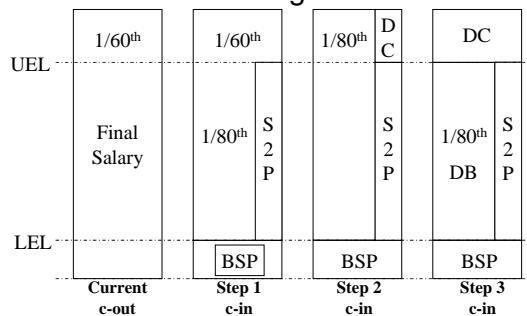 1/60th
1/60th
1/80th
D
C
DC
UEL
Final
Salary
1/80th
S
2
P
S
2
P
1/80th
DB
S
2
P
LEL
BSP
BSP
BSP
Current
c-out
Step 1
c-in
Step 2
c-in
Step 3
c-in